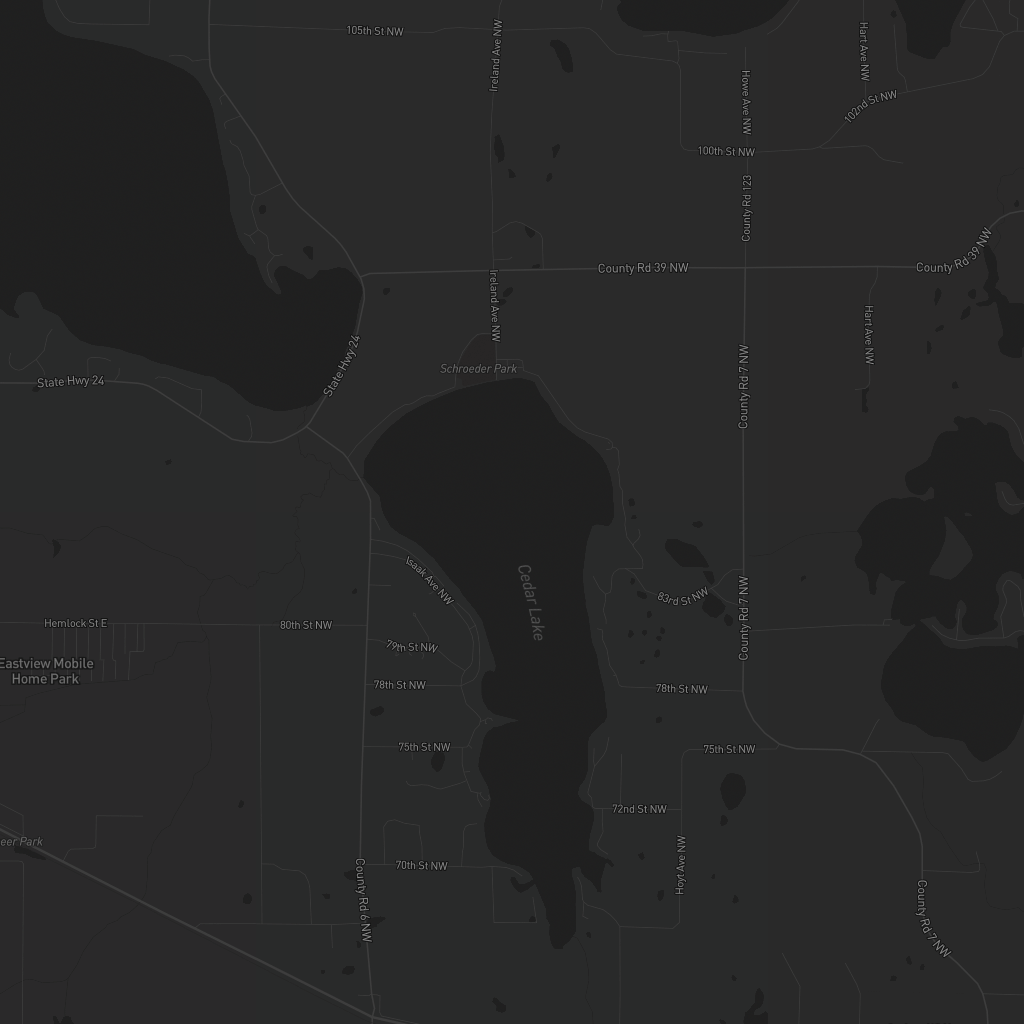 105th St NW
Ireland Ave NW
Hart Ave NW
Howe Ave NW
102nd St NW
100th St NW
County Rd 123
County Rd 39 NW
County Rd 39 NW
Ireland Ave NW
Hart Ave NW
State Hwy 24
Schroeder Park
State Hwy 24
County Rd 7 NW
Isaak Ave NW
Cedar Lake
83rd St NW
County Rd 7 NW
Hemlock St E
80th St NW
79th St NW
Eastview Mobile
Home Park
78th St NW
78th St NW
75th St NW
75th St NW
72nd St NW
eer Park
70th St NW
Hoyt Ave NW
County Rd 6 NW
County Rd 7 NW